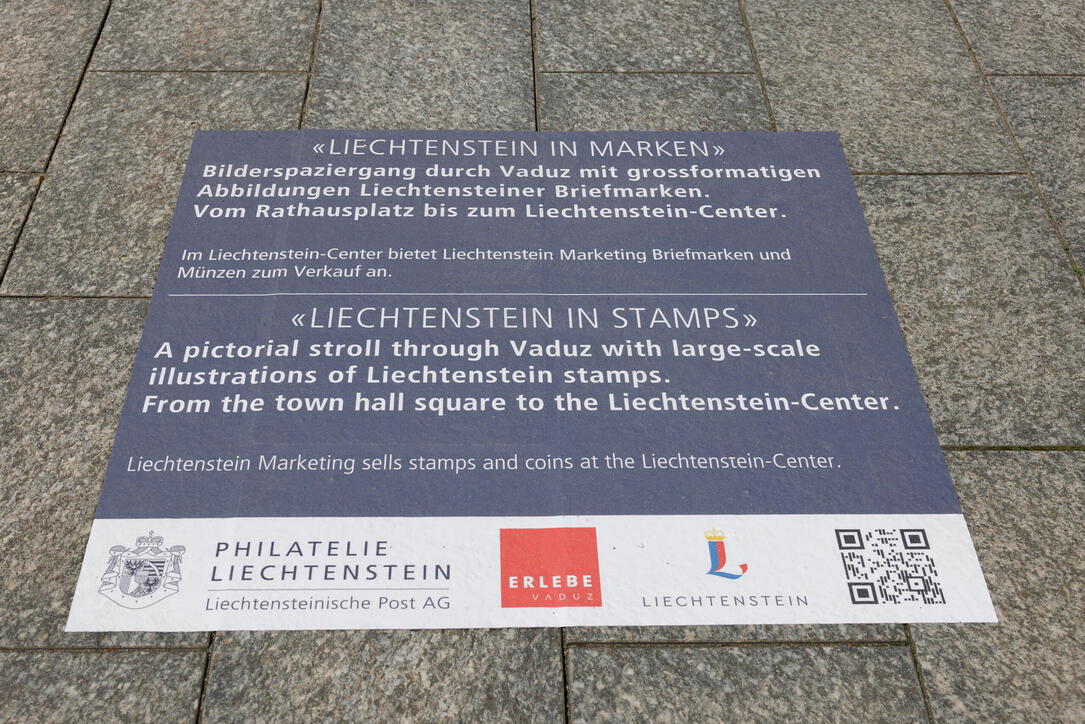 «LIECHTENSTEIN IN MARKEN»
Bilderspaziergang durch Vaduz mit grossformatigen
Abbildungen Liechtensteiner Briefmarken.
Vom Rathausplatz bis zum Liechtenstein-Center.
Im Liechtenstein-Center bietet Liechtenstein Marketing Briefmarken und
Münzen zum Verkauf an.
«LIECHTENSTEIN IN STAMPS»
A pictorial stroll through Vaduz with large-scale
illustrations of Liechtenstein stamps.
From the town hall square to the Liechtenstein-Center.
Liechtenstein Marketing sells stamps and coins at the Liechtenstein-Center.
PHILATELIE
LIECHTENSTEIN
Liechtensteinische Post AG
ERLEBE
VADUZ
L
LIECHTENSTEIN